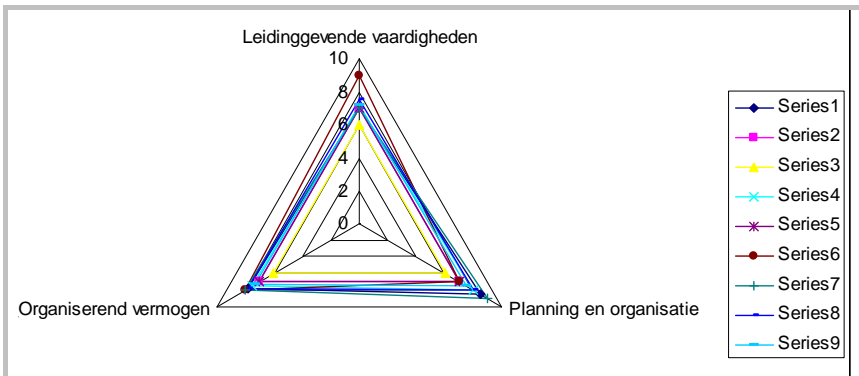 Leidinggevende vaardigheden
10
8
6
4
2
0
Organiserend vermogen
Planning en organisatie
Series1
Series2
Series3
Series4
Series5
Series6
Series7
Series8
Series9